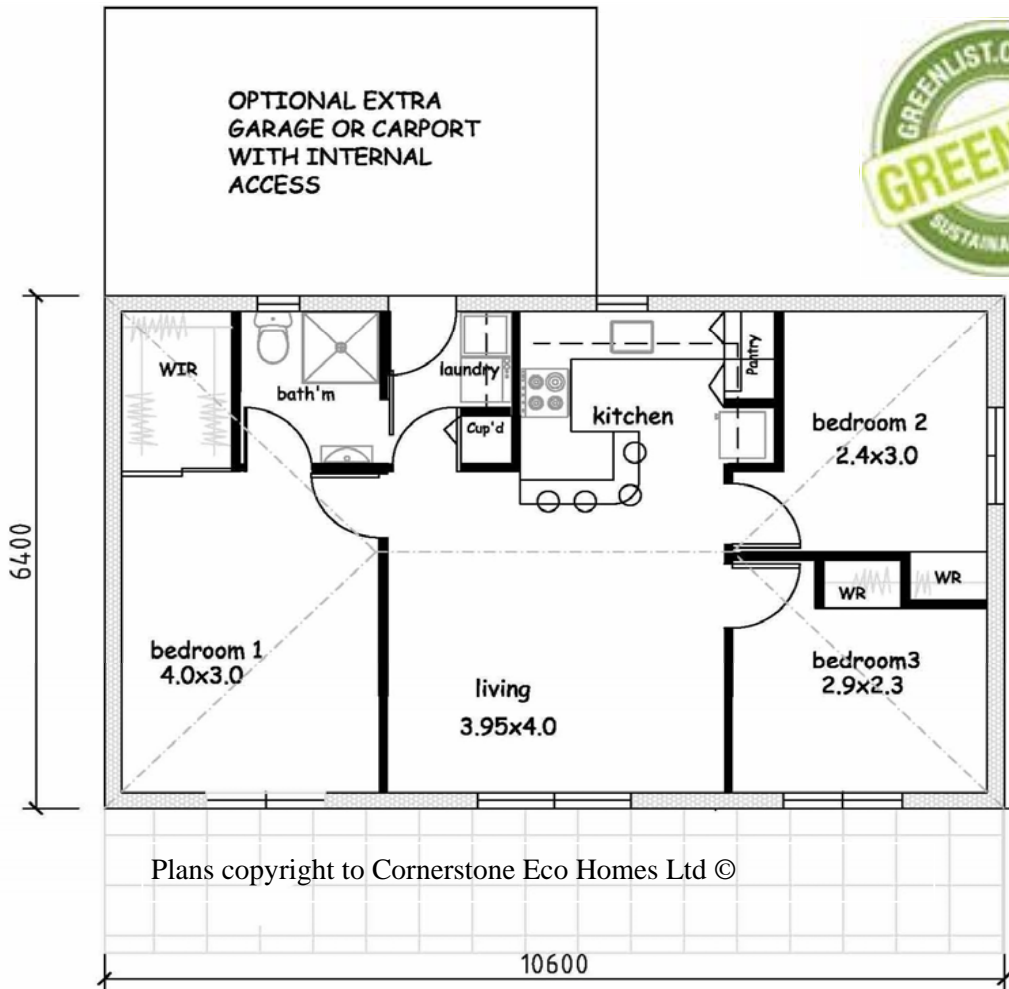 OPTIONAL EXTRA
GARAGE OR CARPORT
WITH INTERNAL
ACCESS
GREENLIST.C
GREEN
SUSTAINA
WIR
bath'm
laundry
Cup'd
kitchen
Pantry
bedroom 2
2.4x3.0
WR
WR
bedroom 1
4.0x3.0
living
3.95x4.0
bedroom3
2.9x2.3
6400
Plans copyright to Cornerstone Eco Homes Ltd ©
10600